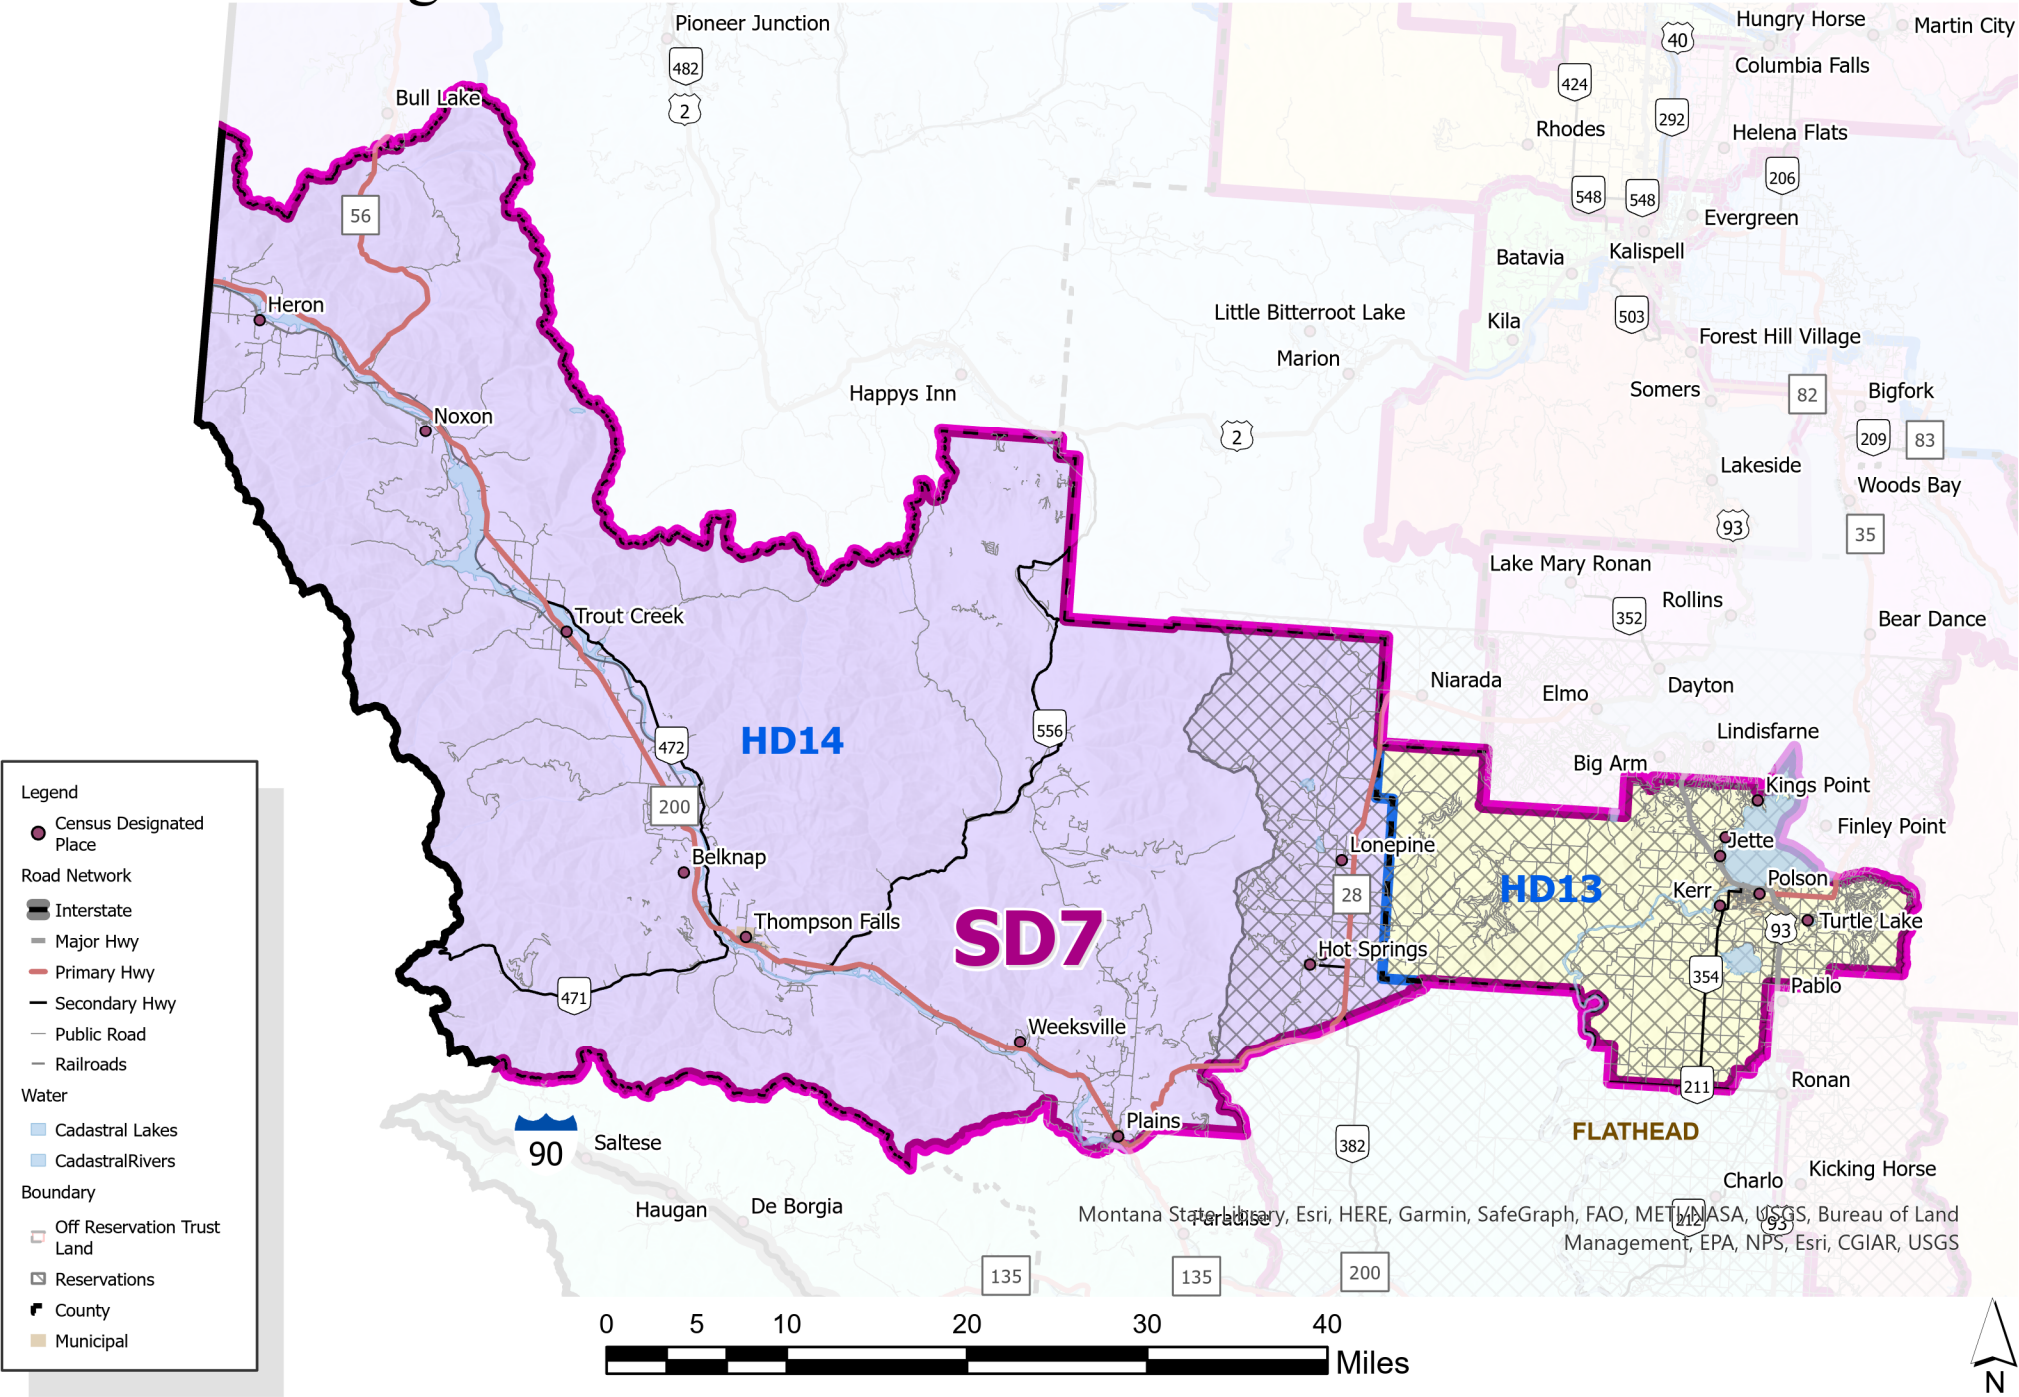 Pioneer Junction
Hungry Horse
Martin City
482
2
40
Columbia Falls
424
292
Bull Lake
Rhodes
Helena Flats
206
548
548
56
Evergreen
Batavia
Kalispell
Heron
Little Bitterroot Lake
Kila
503
Marion
Forest Hill Village
Happys Inn
Somers
82
Bigfork
Noxon
2
209
83
Lakeside
Woods Bay
93
35
Lake Mary Ronan
Rollins
352
Trout Creek
Bear Dance
Niarada
Elmo
Dayton
472
HD14
556
Lindisfarne
Big Arm
Kings Point
200
Finley Point
Lonepine
Jette
Belknap
28
HD13
Kerr
Polson
Thompson Falls
SD7
93
Turtle Lake
Hot Springs
354
Pablo
471
Weeksville
211
Ronan
Plains
FLATHEAD
90
Saltese
382
Charlo
Kicking Horse
Haugan
De Borgia
Paradise
212
93
135
135
200
Legend
Census Designated
Place
Road Network
Interstate
Major Hwy
Primary Hwy
Secondary Hwy
Public Road
Railroads
Water
Cadastral Lakes
CadastralRivers
Boundary
Off Reservation Trust
Land
Reservations
County
Municipal
Montana State Library, Esri, HERE, Garmin, SafeGraph, FAO, METI/NASA, USGS, Bureau of Land
Management, EPA, NPS, Esri, CGIAR, USGS
0 5 10 20 30 40
Miles
N